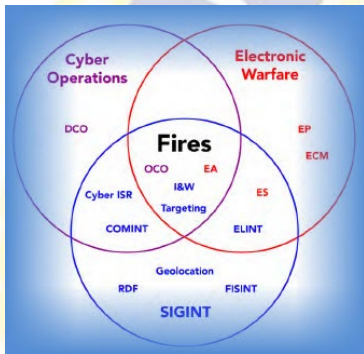 Cyber
Operations
Electronic
Warfare
DCO
Fires
EP
ECM
OCO
EA
I&W
ES
Cyber ISR
Targeting
COMINT
ELINT
Geolocation
RDF
FISINT
SIGINT